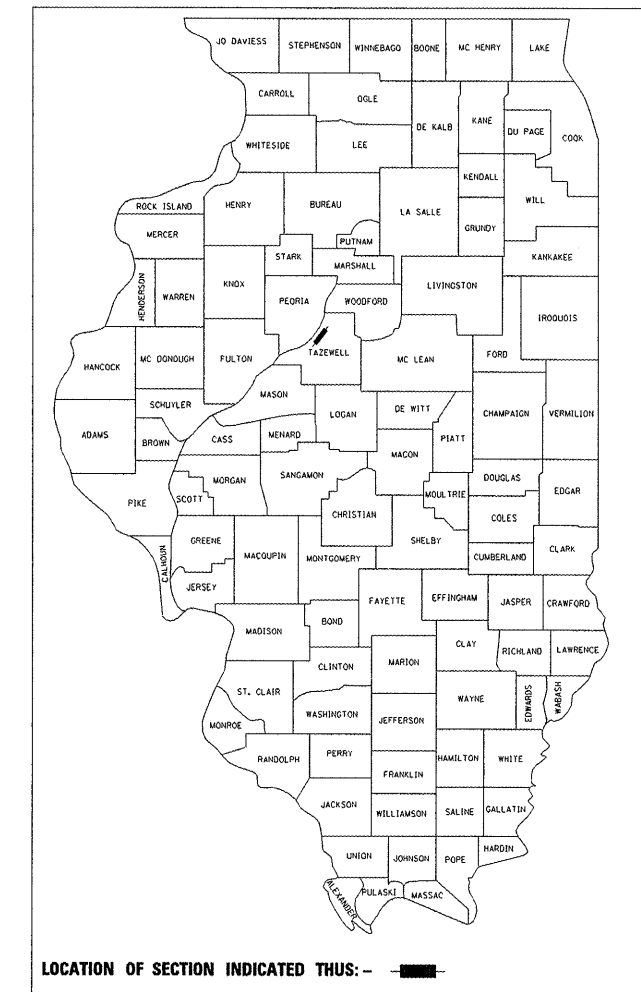 JO DAVIESS STEPHENSON WINNEBAGO BOONE MC HENRY LAKE
CARROLL OGLE DE KALB KANE DU PAGE COOK
WHITESIDE LEE KENDALL
ROCK ISLAND HENRY BUREAU LA SALLE GRUNDY WILL
MERCER PUTNAM
HENDERSON WARREN KNOX STARK MARSHALL KANKAKEE
PEORIA WOODFORD LIVINGSTON IROQUOIS
HANCOCK MC DONOUGH FULTON TAZEWELL MC LEAN FORD
SCHUYLER MASON LOGAN DE WITT CHAMPAIGN VERMILION
ADAMS BROWN CASS MENARD MACON PIATT
PIKE SCOTT MORGAN SANGAMON CHRISTIAN MOULTRIE DOUGLAS EDGAR
COLES
CALHOUN GREENE MACOUPIN MONTGOMERY SHELBY CUMBERLAND CLARK
JERSEY FAYETTE EFFINGHAM JASPER CRAWFORD
MADISON BOND
CLINTON MARION CLAY RICHLAND LAWRENCE
ST. CLAIR WAYNE EDWARDS WABASH
MONROE WASHINGTON JEFFERSON
RANDOLPH PERRY HAMILTON WHITE
FRANKLIN
JACKSON WILLIAMSON SALINE GALLATIN
UNION JOHNSON POPE HARDIN
ALEXANDER PULASKI MASSAC
LOCATION OF SECTION INDICATED THUS: -